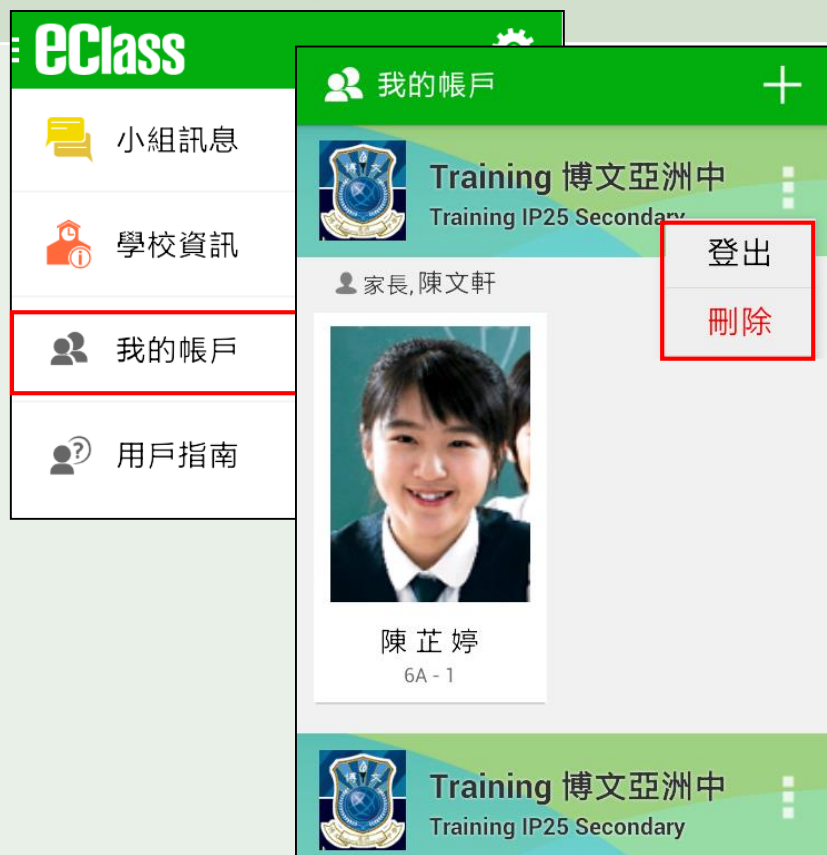 eClass
小組訊息
學校資訊
我的帳戶
用戶指南
我的帳戶
Training 博文亞洲中
Training IP25 Secondary
登出
刪除
家長,陳文軒
陳芷婷
6A - 1
Training 博文亞洲中
Training IP25 Secondary